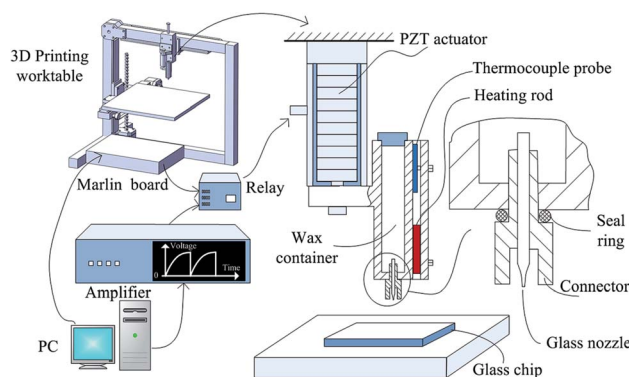 3D Printing
worktable
PZT actuator
Thermocouple probe
Heating rod
Marlin board
Relay
Wax
container
Seal
ring
Connector
Voltage
0
Time
Amplifier
PC
Glass nozzle
Glass chip